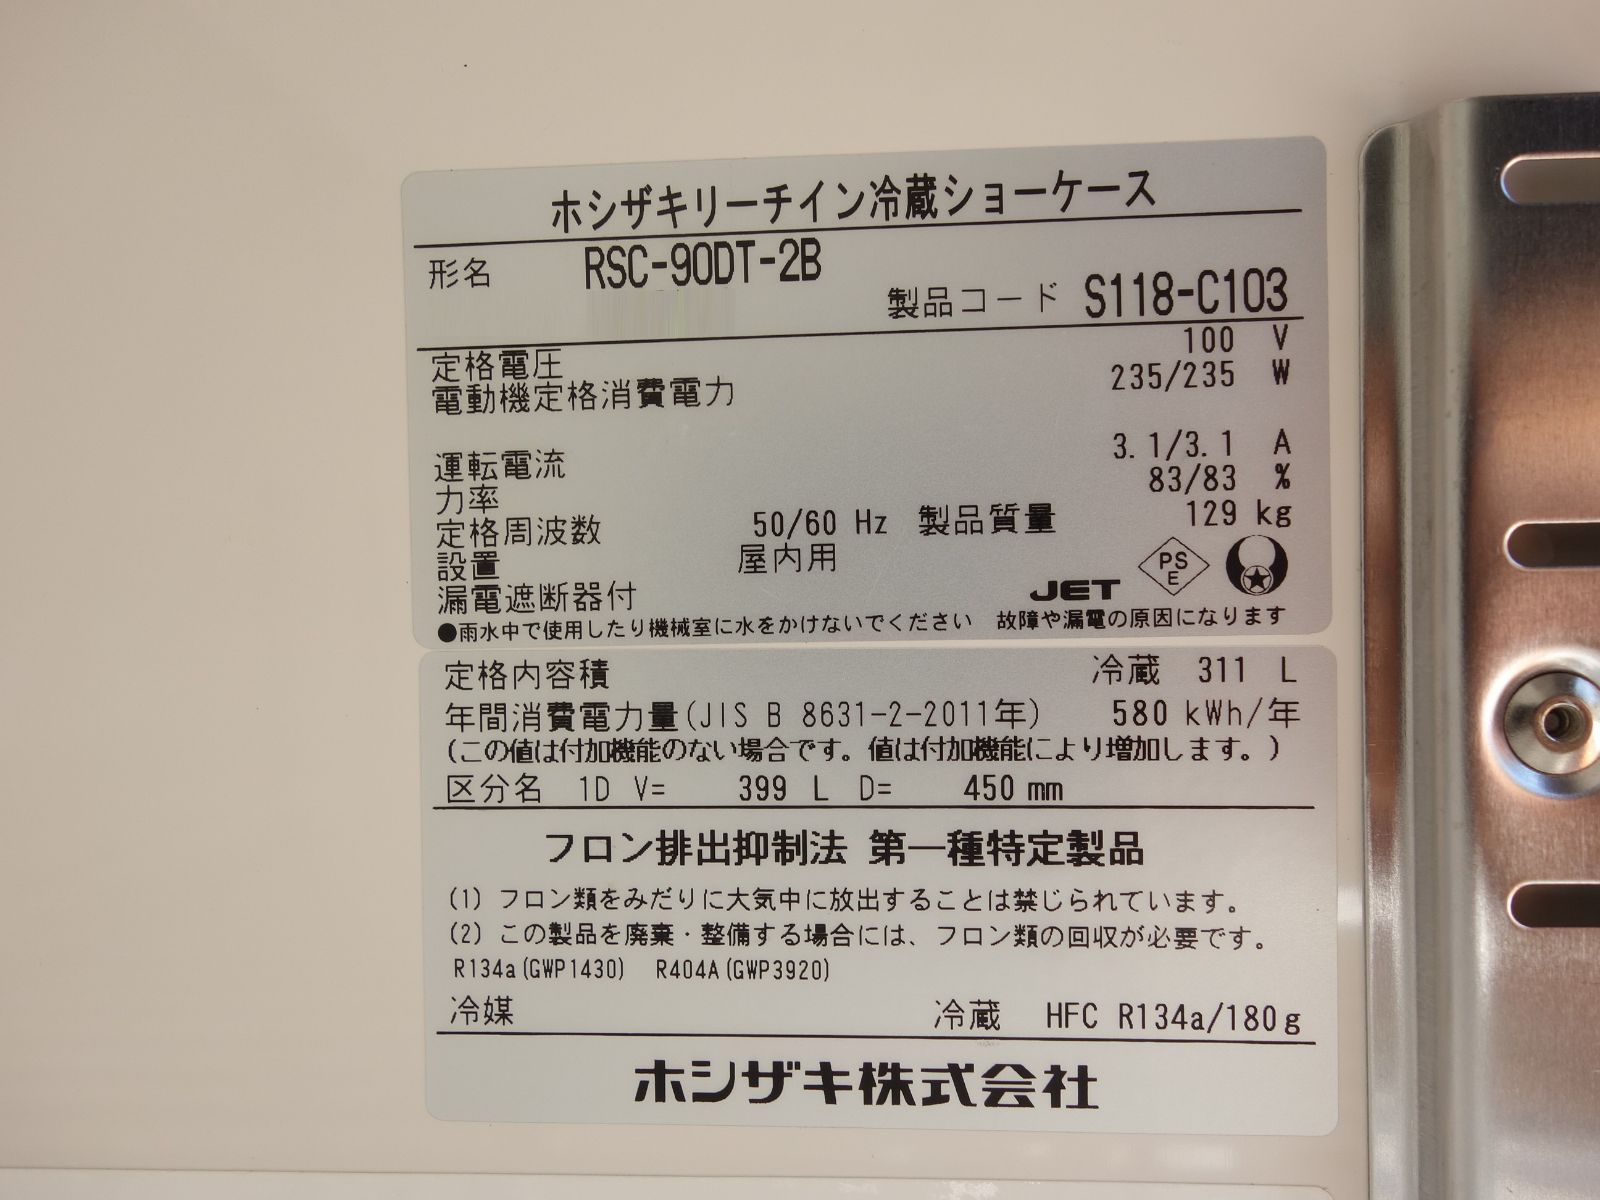 ホシザキリーチイン冷蔵ショーケース
形名 RSC-90DT-2B
製品コード S118-C103
定格電圧 100 V
電動機定格消費電力 235/235 W
運転電流 3.1/3.1 A
力率 83/83 %
定格周波数 50/60 Hz 製品質量 129 kg
設置 屋内用
漏電遮断器付 JET PS E
●雨水中で使用したり機械室に水をかけないでください 故障や漏電の原因になります
定格内容積 冷蔵 311 L
年間消費電力量(JIS B 8631-2-2011年) 580 kWh/年
(この値は付加機能のない場合です。値は付加機能により増加します。)
区分名 1D V= 399 L D= 450 mm
フロン排出抑制法 第一種特定製品
(1) フロン類をみだりに大気中に放出することは禁じられています。
(2) この製品を廃棄・整備する場合には、フロン類の回収が必要です。
R134a(GWP1430) R404A(GWP3920)
冷媒 冷蔵 HFC R134a/180g
ホシザキ株式会社